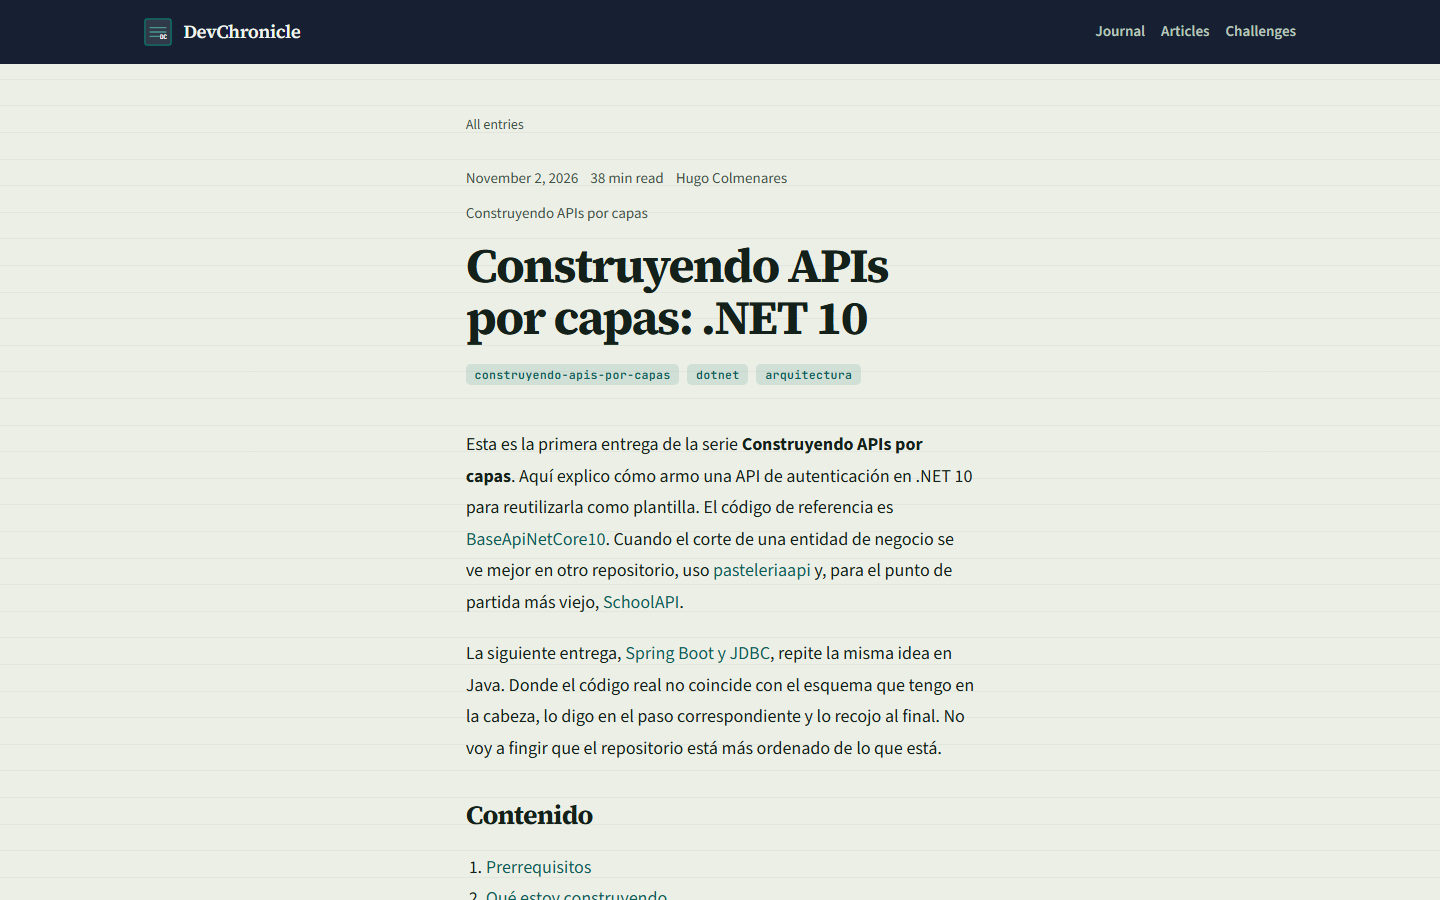 DevChronicle
Journal Articles Challenges
All entries
November 2, 2026 38 min read Hugo Colmenares
Construyendo APIs por capas
Construyendo APIs
por capas: .NET 10
construyendo-apis-por-capas dotnet arquitectura
Esta es la primera entrega de la serie Construyendo APIs por
capas. Aquí explico cómo armo una API de autenticación en .NET 10
para reutilizarla como plantilla. El código de referencia es
BaseApiNetCore10. Cuando el corte de una entidad de negocio se
ve mejor en otro repositorio, uso pasteleriaapi y, para el punto de
partida más viejo, SchoolAPI.
La siguiente entrega, Spring Boot y JDBC, repite la misma idea en
Java. Donde el código real no coincide con el esquema que tengo en
la cabeza, lo digo en el paso correspondiente y lo recojo al final. No
voy a fingir que el repositorio está más ordenado de lo que está.
Contenido
1. Prerrequisitos
2. Qué estoy construyendo